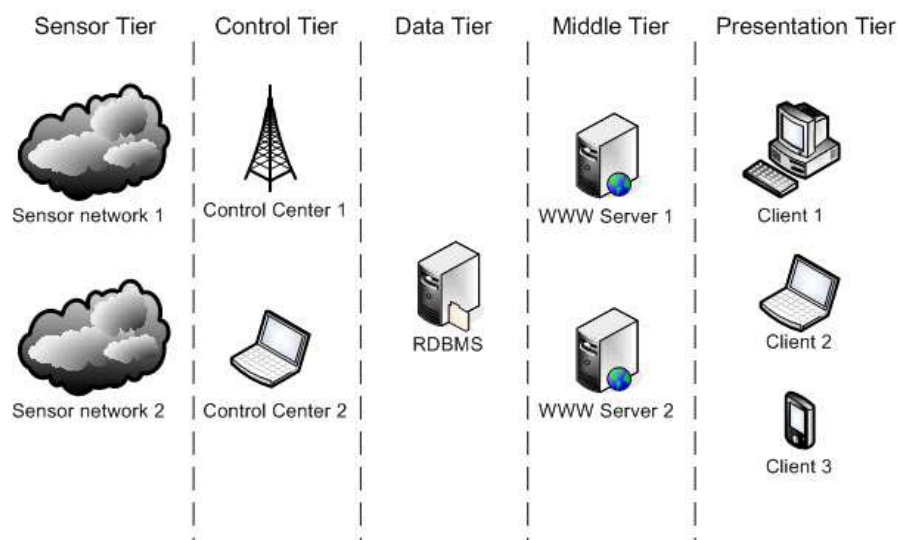 Sensor Tier
Control Tier
Data Tier
Middle Tier
Presentation Tier
Sensor network 1
Control Center 1
WWW Server 1
Client 1
RDBMS
Client 2
Sensor network 2
Control Center 2
WWW Server 2
Client 3